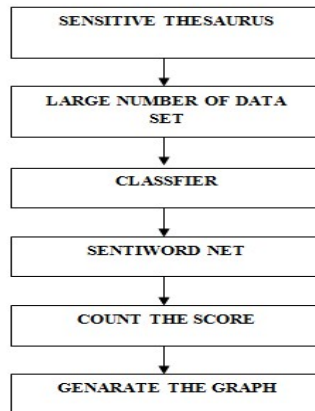 SENSITIVE THESAURUS
LARGE NUMBER OF DATA
SET
CLASSFIER
SENTIWORD NET
COUNT THE SCORE
GENARATE THE GRAPH